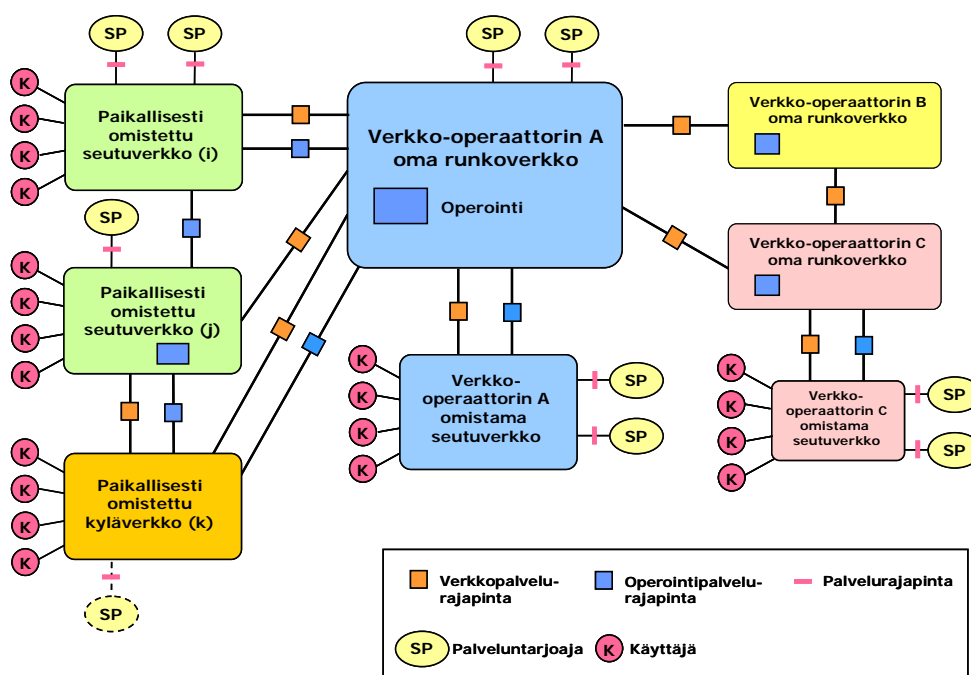 SP
SP
SP
SP
K
K
K
K
Paikallisesti
omistettu
seutuverkko (i)
Verkko-operaattorin A
oma runkoverkko
Operointi
Verkko-operaattorin B
oma runkoverkko
SP
K
K
K
K
Paikallisesti
omistettu
seutuverkko (j)
Verkko-operaattorin C
oma runkoverkko
K
K
K
K
Verkko-
operaattorin A
omistama
seutuverkko
SP
SP
K
K
K
K
Verkko-
operaattorin C
omistama
seutuverkko
SP
SP
K
K
K
K
Paikallisesti
omistettu
kyläverkko (k)
SP
Verkkopalvelu-
rajapinta
Operointipalvelu-
rajapinta
Palvelurajapinta
SP
Palveluntarjoaja
K
Käyttäjä